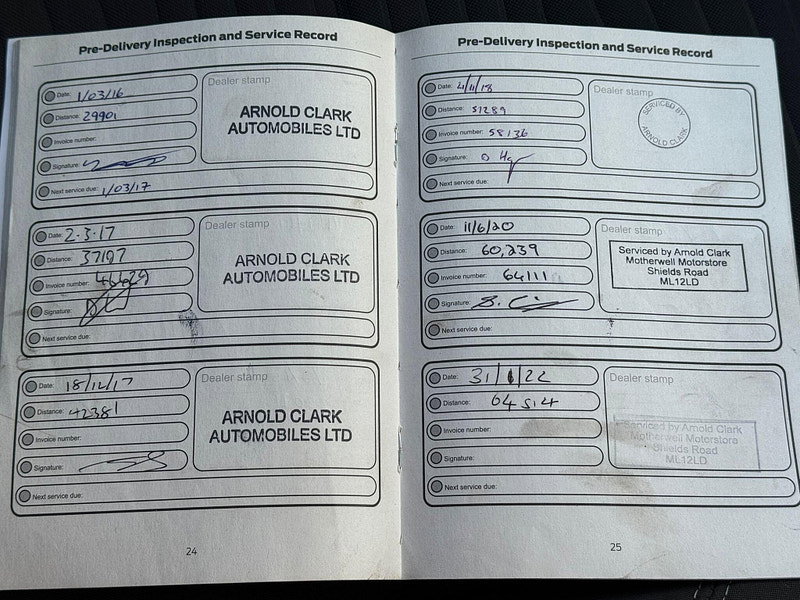 Pre-Delivery Inspection and Service Record
Date: 1/03/16
Distance: 29901
Invoice number:
Signature:
Next service due: 1/03/17
Dealer stamp
ARNOLD CLARK
AUTOMOBILES LTD
Date: 2-3-17
Distance: 37197
Invoice number:
Signature:
Next service due:
Dealer stamp
ARNOLD CLARK
AUTOMOBILES LTD
Date: 18/12/17
Distance: 42381
Invoice number:
Signature:
Next service due:
Dealer stamp
ARNOLD CLARK
AUTOMOBILES LTD
24
Pre-Delivery Inspection and Service Record
Date: 4/11/18
Distance: 51289
Invoice number: 58136
Signature:
Next service due:
Dealer stamp
SERVICED BY
ARNOLD CLARK
Date: 11/6/20
Distance: 60,239
Invoice number: 64111
Signature:
Next service due:
Dealer stamp
Serviced by Arnold Clark
Motherwell Motorstore
Shields Road
ML12LD
Date: 31/1/22
Distance: 64514
Invoice number:
Signature:
Next service due:
Dealer stamp
Serviced by Arnold Clark
Motherwell Motorstore
Shields Road
ML12LD
25